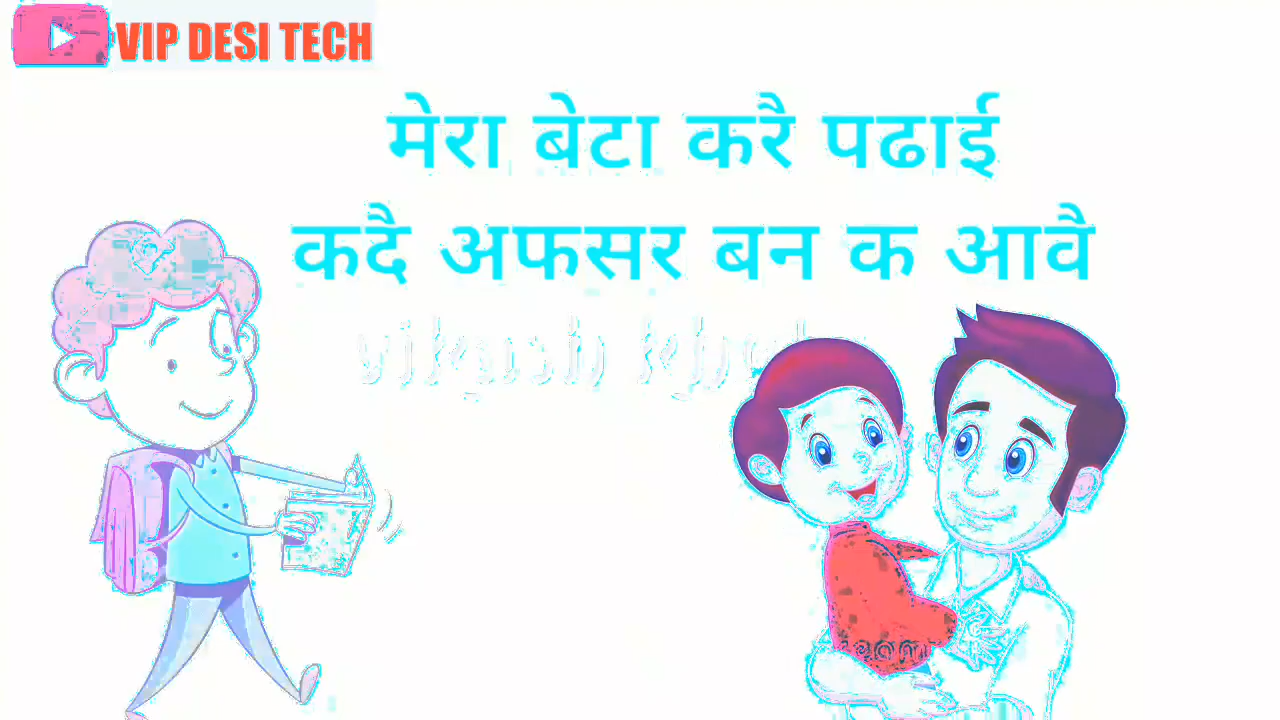 VIP DESI TECH
मेरा बेटा करै पढाई
कदै अफसर बन क आवै